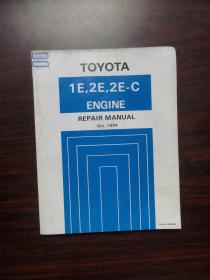 TOYOTA
1E,2E,2E-C
ENGINE
REPAIR MANUAL
Oct., 1984